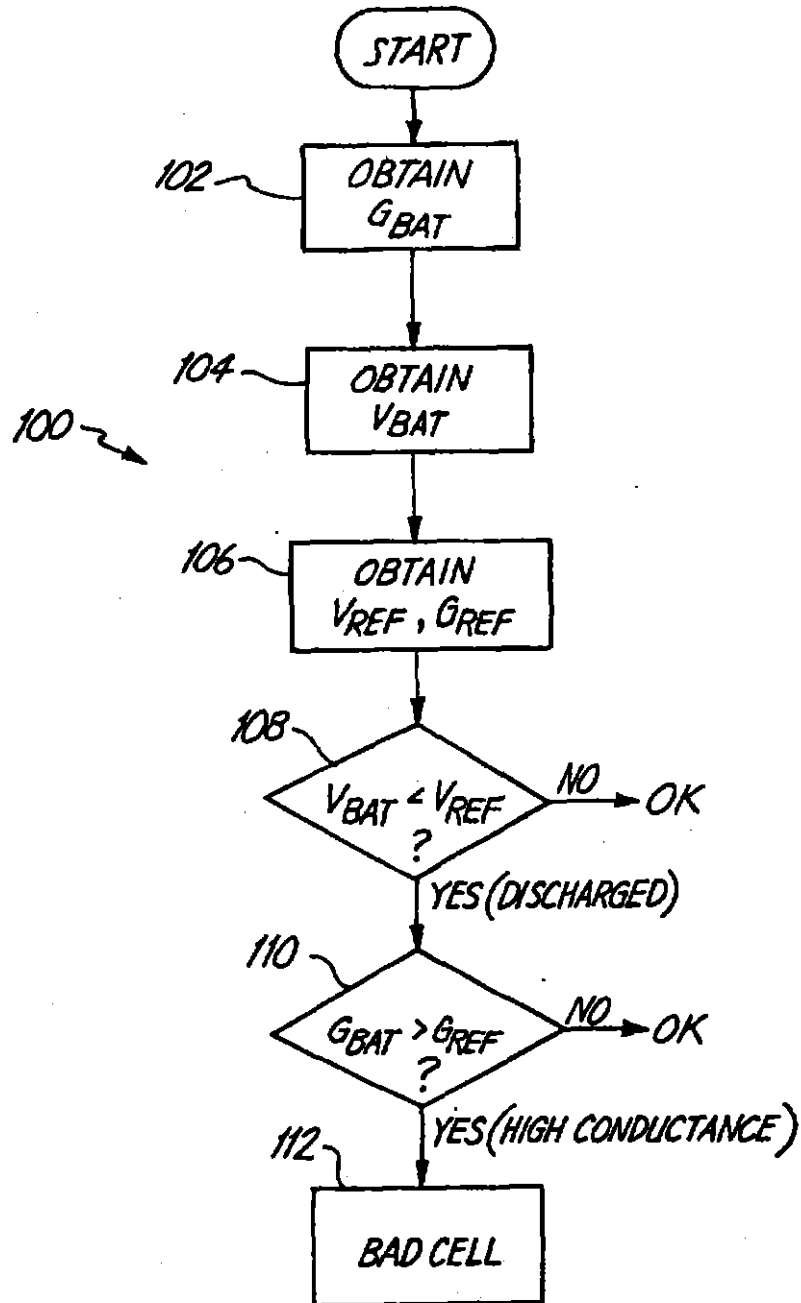 START
102
OBTAIN
G_BAT
104
OBTAIN
V_BAT
100
106
OBTAIN
V_REF, G_REF
108
V_BAT < V_REF
?
NO
OK
YES (DISCHARGED)
110
G_BAT > G_REF
?
NO
OK
YES (HIGH CONDUCTANCE)
112
BAD CELL